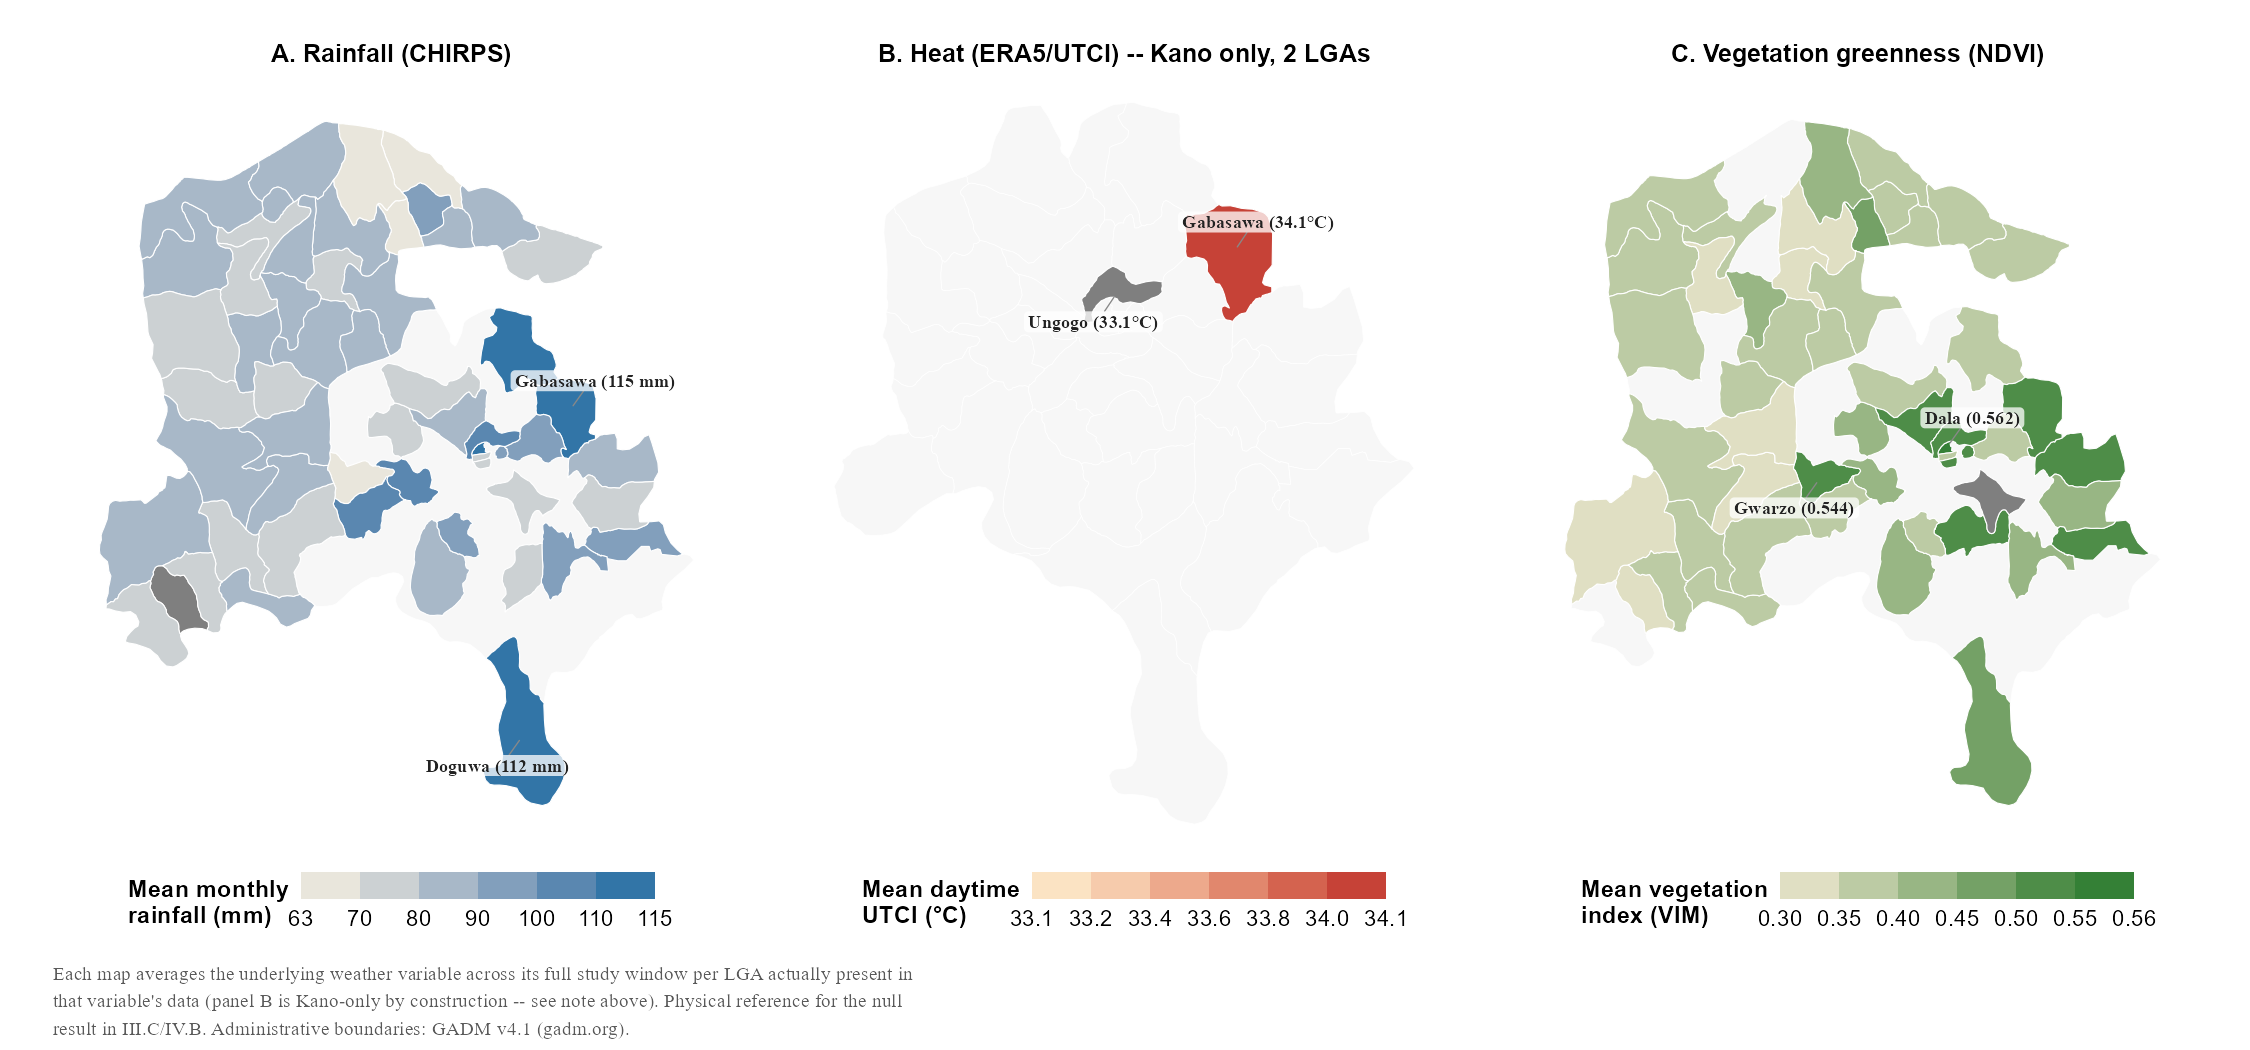 A. Rainfall (CHIRPS)
B. Heat (ERA5/UTCI) -- Kano only, 2 LGAs
C. Vegetation greenness (NDVI)
Gabasawa (115 mm)
Doguwa (112 mm)
Gabasawa (34.1°C)
Ungogo (33.1°C)
Dala (0.562)
Gwarzo (0.544)
Mean monthly
rainfall (mm)
63 70 80 90 100 110 115
Mean daytime
UTCI (°C)
33.1 33.2 33.4 33.6 33.8 34.0 34.1
Mean vegetation
index (VIM)
0.30 0.35 0.40 0.45 0.50 0.55 0.56
Each map averages the underlying weather variable across its full study window per LGA actually present in
that variable's data (panel B is Kano-only by construction -- see note above). Physical reference for the null
result in III.C/IV.B. Administrative boundaries: GADM v4.1 (gadm.org).